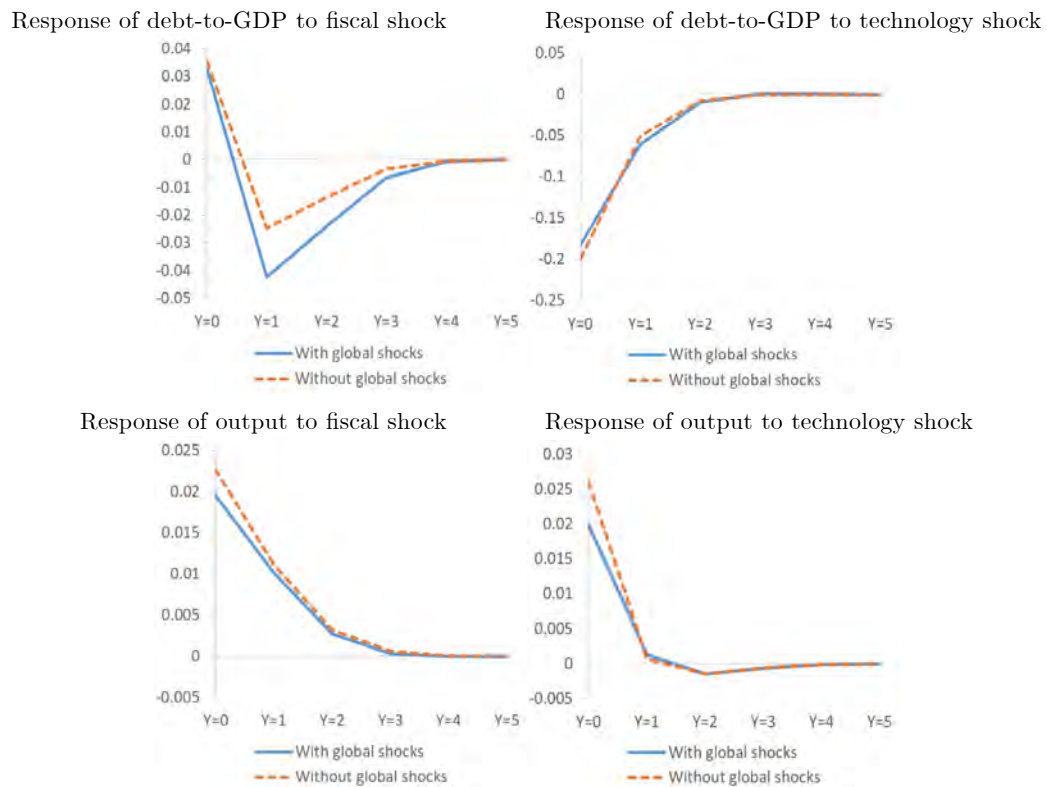 Response of debt-to-GDP to fiscal shock
0.04
0.03
0.02
0.01
0
-0.01
-0.02
-0.03
-0.04
-0.05
Y=0 Y=1 Y=2 Y=3 Y=4 Y=5
With global shocks
Without global shocks
Response of debt-to-GDP to technology shock
0.05
0
-0.05
-0.1
-0.15
-0.2
-0.25
Y=0 Y=1 Y=2 Y=3 Y=4 Y=5
With global shocks
Without global shocks
Response of output to fiscal shock
0.025
0.02
0.015
0.01
0.005
0
-0.005
Y=0 Y=1 Y=2 Y=3 Y=4 Y=5
With global shocks
Without global shocks
Response of output to technology shock
0.03
0.025
0.02
0.015
0.01
0.005
0
-0.005
Y=0 Y=1 Y=2 Y=3 Y=4 Y=5
With global shocks
Without global shocks